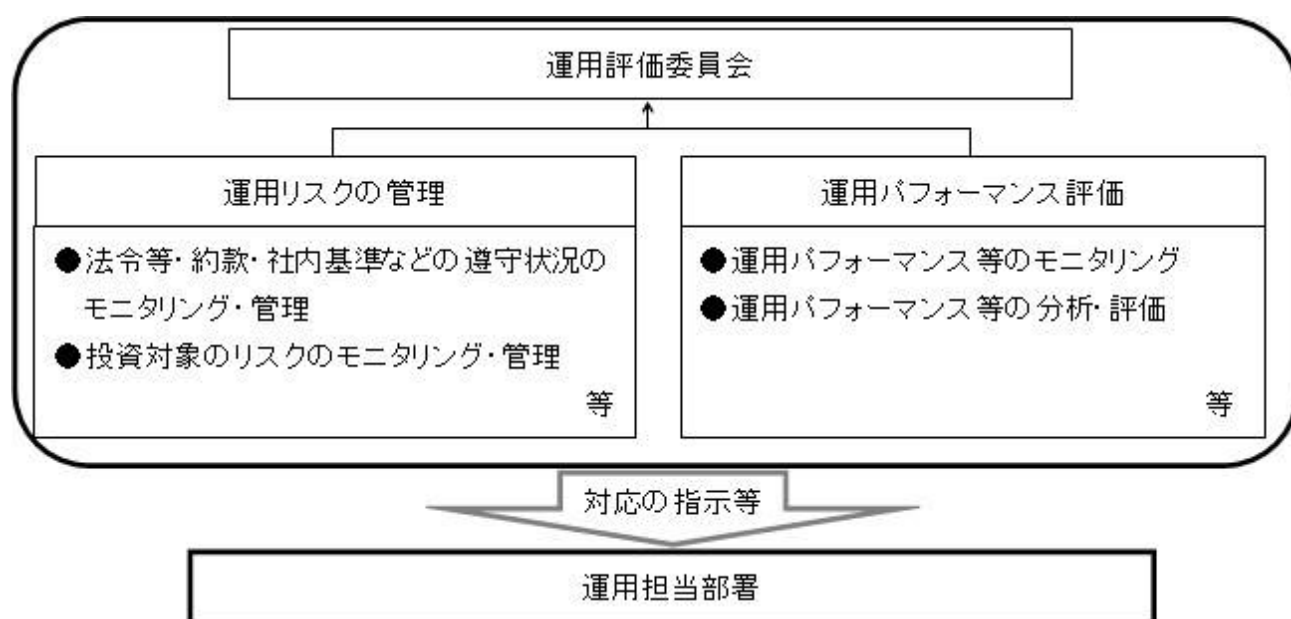 運用評価委員会
運用リスクの管理
●法令等・約款・社内基準などの遵守状況の
モニタリング・管理
●投資対象のリスクのモニタリング・管理
等
運用パフォーマンス評価
●運用パフォーマンス等のモニタリング
●運用パフォーマンス等の分析・評価
等
対応の指示等
運用担当部署